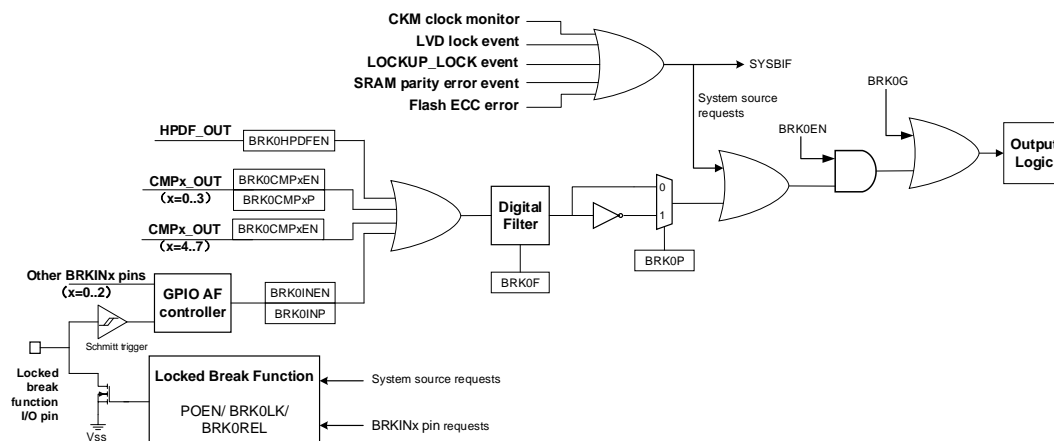 CKM clock monitor
LVD lock event
LOCKUP_LOCK event
SRAM parity error event
Flash ECC error
SYSBIF
System source
requests
BRK0G
BRK0EN
Output
Logic
HPDF_OUT
BRK0HPDFEN
CMPx_OUT
(x=0..3)
BRK0CMPxEN
BRK0CMPxP
CMPx_OUT
(x=4..7)
BRK0CMPxEN
Digital
Filter
BRK0F
0
1
BRK0P
Other BRKINx pins
(x=0..2)
GPIO AF
controller
BRK0INEN
BRK0INP
Schmitt trigger
Locked
break
function
I/O pin
Vss
Locked Break Function
POEN/ BRK0LK/
BRK0REL
System source requests
BRKINx pin requests